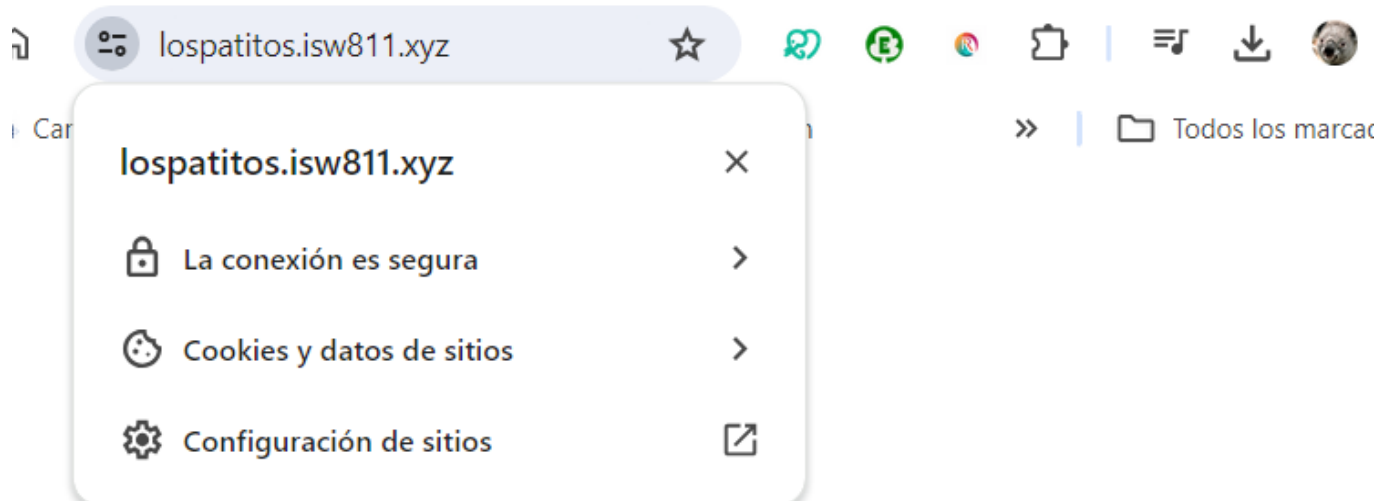 lospatitos.isw811.xyz
Car
Todos los marcad
lospatitos.isw811.xyz
La conexión es segura
Cookies y datos de sitios
Configuración de sitios